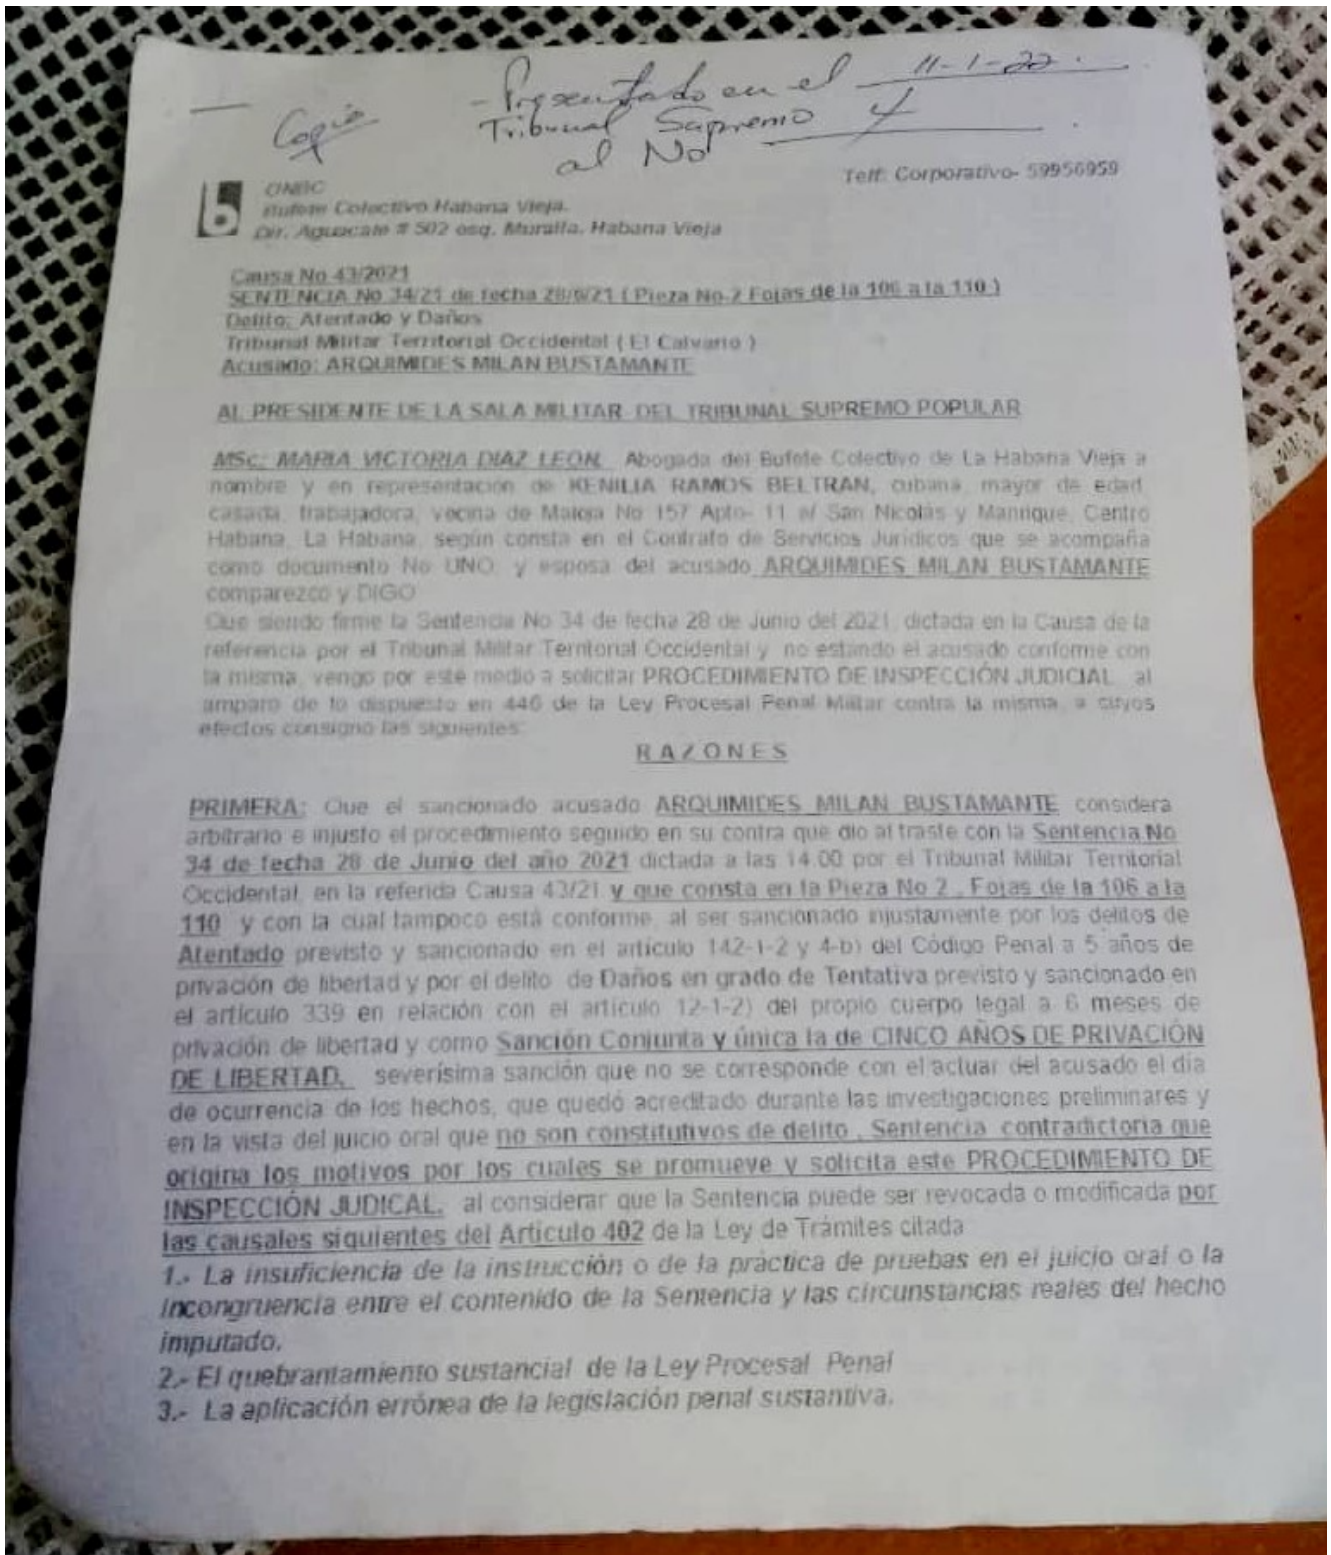 Copia
- Presentado en el 11-1-22.
Tribunal Supremo
al No 4
Telf: Corporativo- 59956959
ONBC
Bufete Colectivo Habana Vieja.
Dir. Aguacate # 502 esq. Muralla. Habana Vieja
Causa No 43/2021
SENTENCIA No 34/21 de fecha 28/6/21 ( Pieza No 2 Fojas de la 106 a la 110 )
Delito: Atentado y Daños
Tribunal Militar Territorial Occidental ( El Calvario )
Acusado: ARQUIMIDES MILAN BUSTAMANTE
AL PRESIDENTE DE LA SALA MILITAR DEL TRIBUNAL SUPREMO POPULAR
MSc: MARIA VICTORIA DIAZ LEON. Abogada del Bufete Colectivo de La Habana Vieja a
nombre y en representación de KENILIA RAMOS BELTRAN, cubana, mayor de edad,
casada, trabajadora, vecina de Maloja No 157 Apto- 11 e/ San Nicolás y Manrique, Centro
Habana, La Habana, según consta en el Contrato de Servicios Jurídicos que se acompaña
como documento No UNO, y esposa del acusado ARQUIMIDES MILAN BUSTAMANTE
comparezco y DIGO
Que siendo firme la Sentencia No 34 de fecha 28 de Junio del 2021, dictada en la Causa de la
referencia por el Tribunal Militar Territorial Occidental y no estando el acusado conforme con
la misma, vengo por este medio a solicitar PROCEDIMIENTO DE INSPECCIÓN JUDICIAL al
amparo de lo dispuesto en 446 de la Ley Procesal Penal Militar contra la misma, a cuyos
efectos consigno las siguientes:
RAZONES
PRIMERA: Que el sancionado acusado ARQUIMIDES MILAN BUSTAMANTE considera
arbitrario e injusto el procedimiento seguido en su contra que dio al traste con la Sentencia No
34 de fecha 28 de Junio del año 2021 dictada a las 14.00 por el Tribunal Militar Territorial
Occidental, en la referida Causa 43/21 y que consta en la Pieza No 2 , Fojas de la 106 a la
110 y con la cual tampoco está conforme, al ser sancionado injustamente por los delitos de
Atentado previsto y sancionado en el artículo 142-1-2 y 4-b) del Código Penal a 5 años de
privación de libertad y por el delito de Daños en grado de Tentativa previsto y sancionado en
el artículo 339 en relación con el artículo 12-1-2) del propio cuerpo legal a 6 meses de
privación de libertad y como Sanción Conjunta y única la de CINCO AÑOS DE PRIVACIÓN
DE LIBERTAD, severísima sanción que no se corresponde con el actuar del acusado el día
de ocurrencia de los hechos, que quedó acreditado durante las investigaciones preliminares y
en la vista del juicio oral que no son constitutivos de delito , Sentencia contradictoria que
origina los motivos por los cuales se promueve y solicita este PROCEDIMIENTO DE
INSPECCIÓN JUDICAL, al considerar que la Sentencia puede ser revocada o modificada por
las causales siguientes del Artículo 402 de la Ley de Trámites citada
1.- La insuficiencia de la instrucción o de la práctica de pruebas en el juicio oral o la
incongruencia entre el contenido de la Sentencia y las circunstancias reales del hecho
imputado.
2.- El quebrantamiento sustancial de la Ley Procesal Penal
3.- La aplicación errónea de la legislación penal sustantiva.